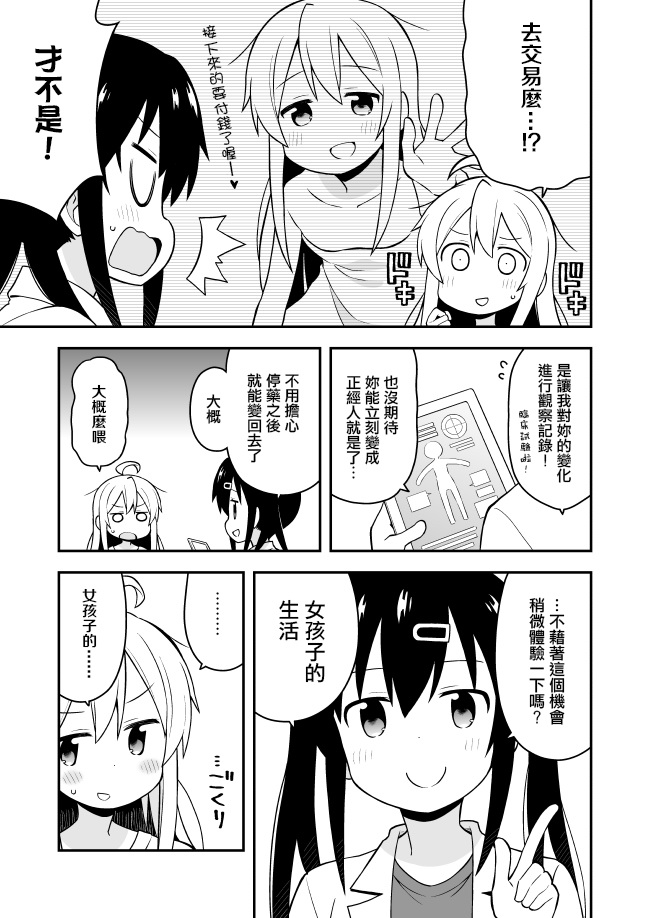 去交易麼…!?
接下來的要付錢了喔—♥
才不是！
ドキ
ドキ
是讓我對妳的變化
進行觀察記錄！
臨床試驗啦！
也沒期待
妳能立刻變成
正經人就是了…
不用擔心
停藥之後
就能變回去了
大概
大概麼喂
…不藉著這個機會
稍微體驗一下嗎？
女孩子的
生活
………
女孩子的……
ごくり…